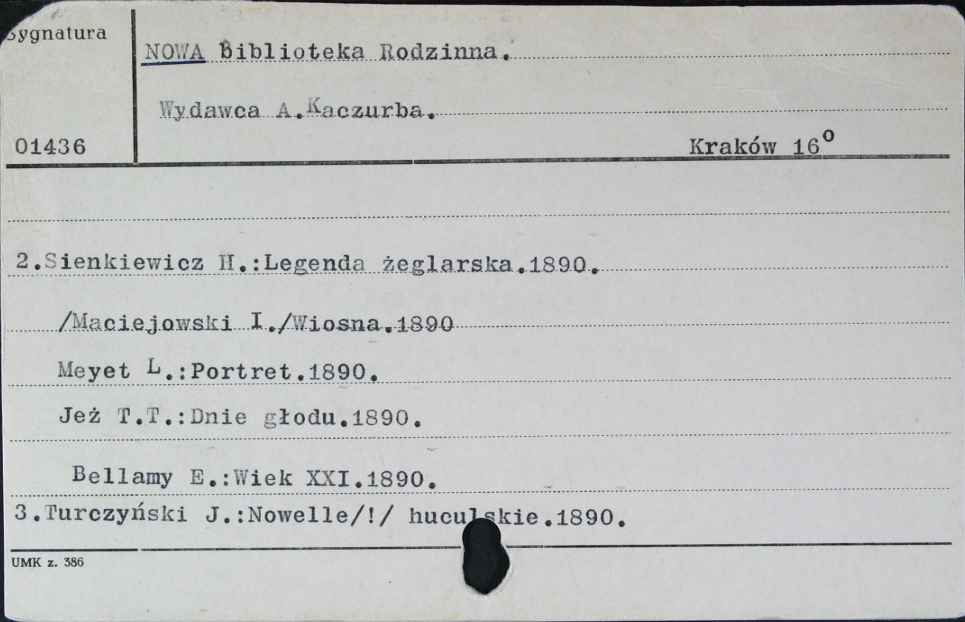 Sygnatura
NOWA Biblioteka Rodzinna.
Wydawca A.Kaczurba.
01436
Kraków 16°
2.Sienkiewicz H.:Legenda żeglarska.1890.
/Maciejowski I./Wiosna.1890
Meyet L.:Portret.1890.
Jeż T.T.:Dnie głodu.1890.
Bellamy E.:Wiek XXI.1890.
3.Turczyński J.:Nowelle/!/ huculskie.1890.
UMK z. 386